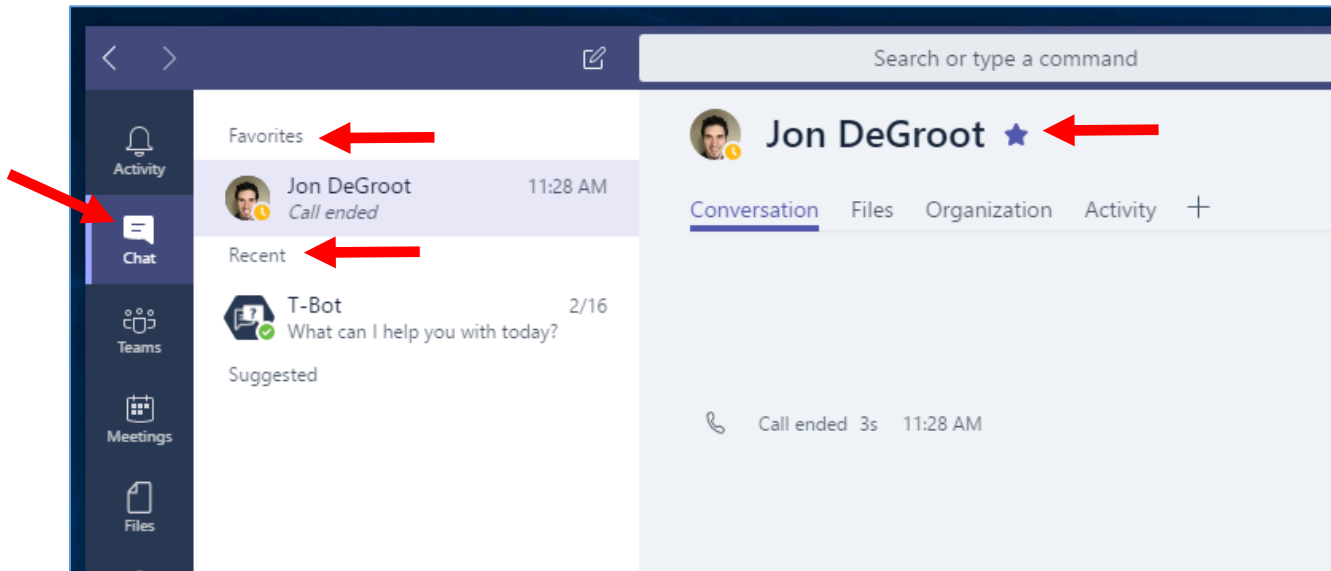 Search or type a command
Activity
Chat
Teams
Meetings
Files
Favorites
Jon DeGroot 11:28 AM
Call ended
Recent
T-Bot 2/16
What can I help you with today?
Suggested
Jon DeGroot
Conversation Files Organization Activity
Call ended 3s 11:28 AM